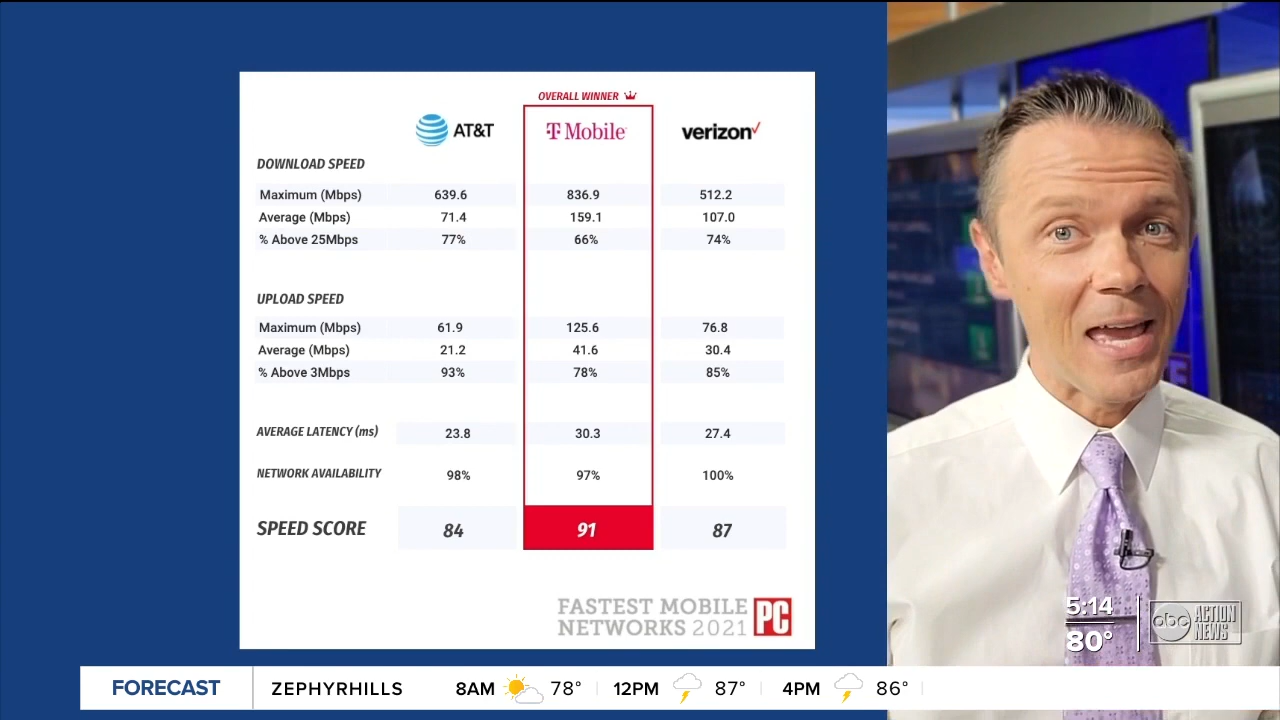 OVERALL WINNER
AT&T T Mobile verizon
DOWNLOAD SPEED
Maximum (Mbps) 639.6 836.9 512.2
Average (Mbps) 71.4 159.1 107.0
% Above 25Mbps 77% 66% 74%
UPLOAD SPEED
Maximum (Mbps) 61.9 125.6 76.8
Average (Mbps) 21.2 41.6 30.4
% Above 3Mbps 93% 78% 85%
AVERAGE LATENCY (ms) 23.8 30.3 27.4
NETWORK AVAILABILITY 98% 97% 100%
SPEED SCORE 84 91 87
FASTEST MOBILE
NETWORKS 2021 PC
5:14
80°
abc ACTION
NEWS
FORECAST ZEPHYRHILLS 8AM 78° 12PM 87° 4PM 86°